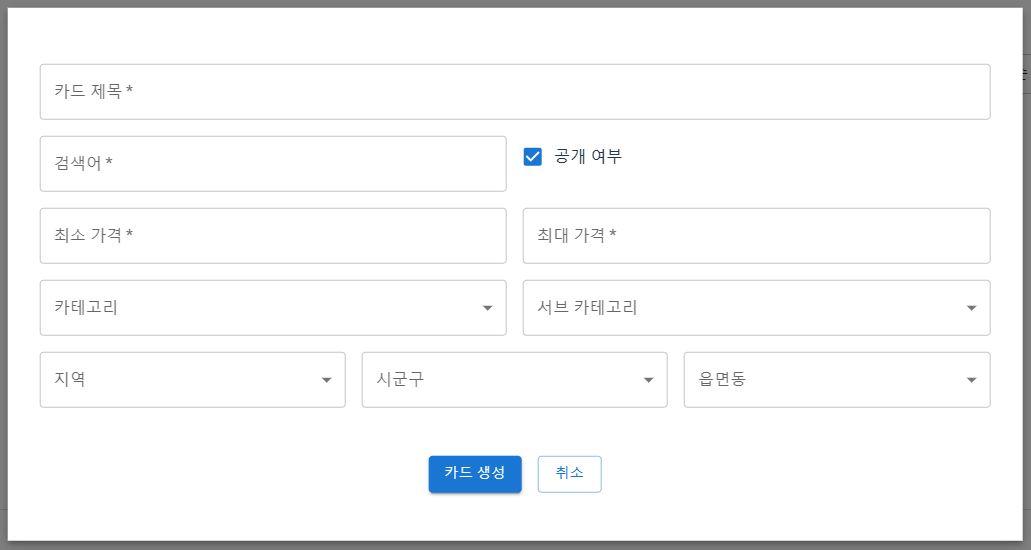 카드 제목 *
검색어 *
공개 여부
최소 가격 *
최대 가격 *
카테고리
서브 카테고리
지역
시군구
읍면동
카드 생성
취소